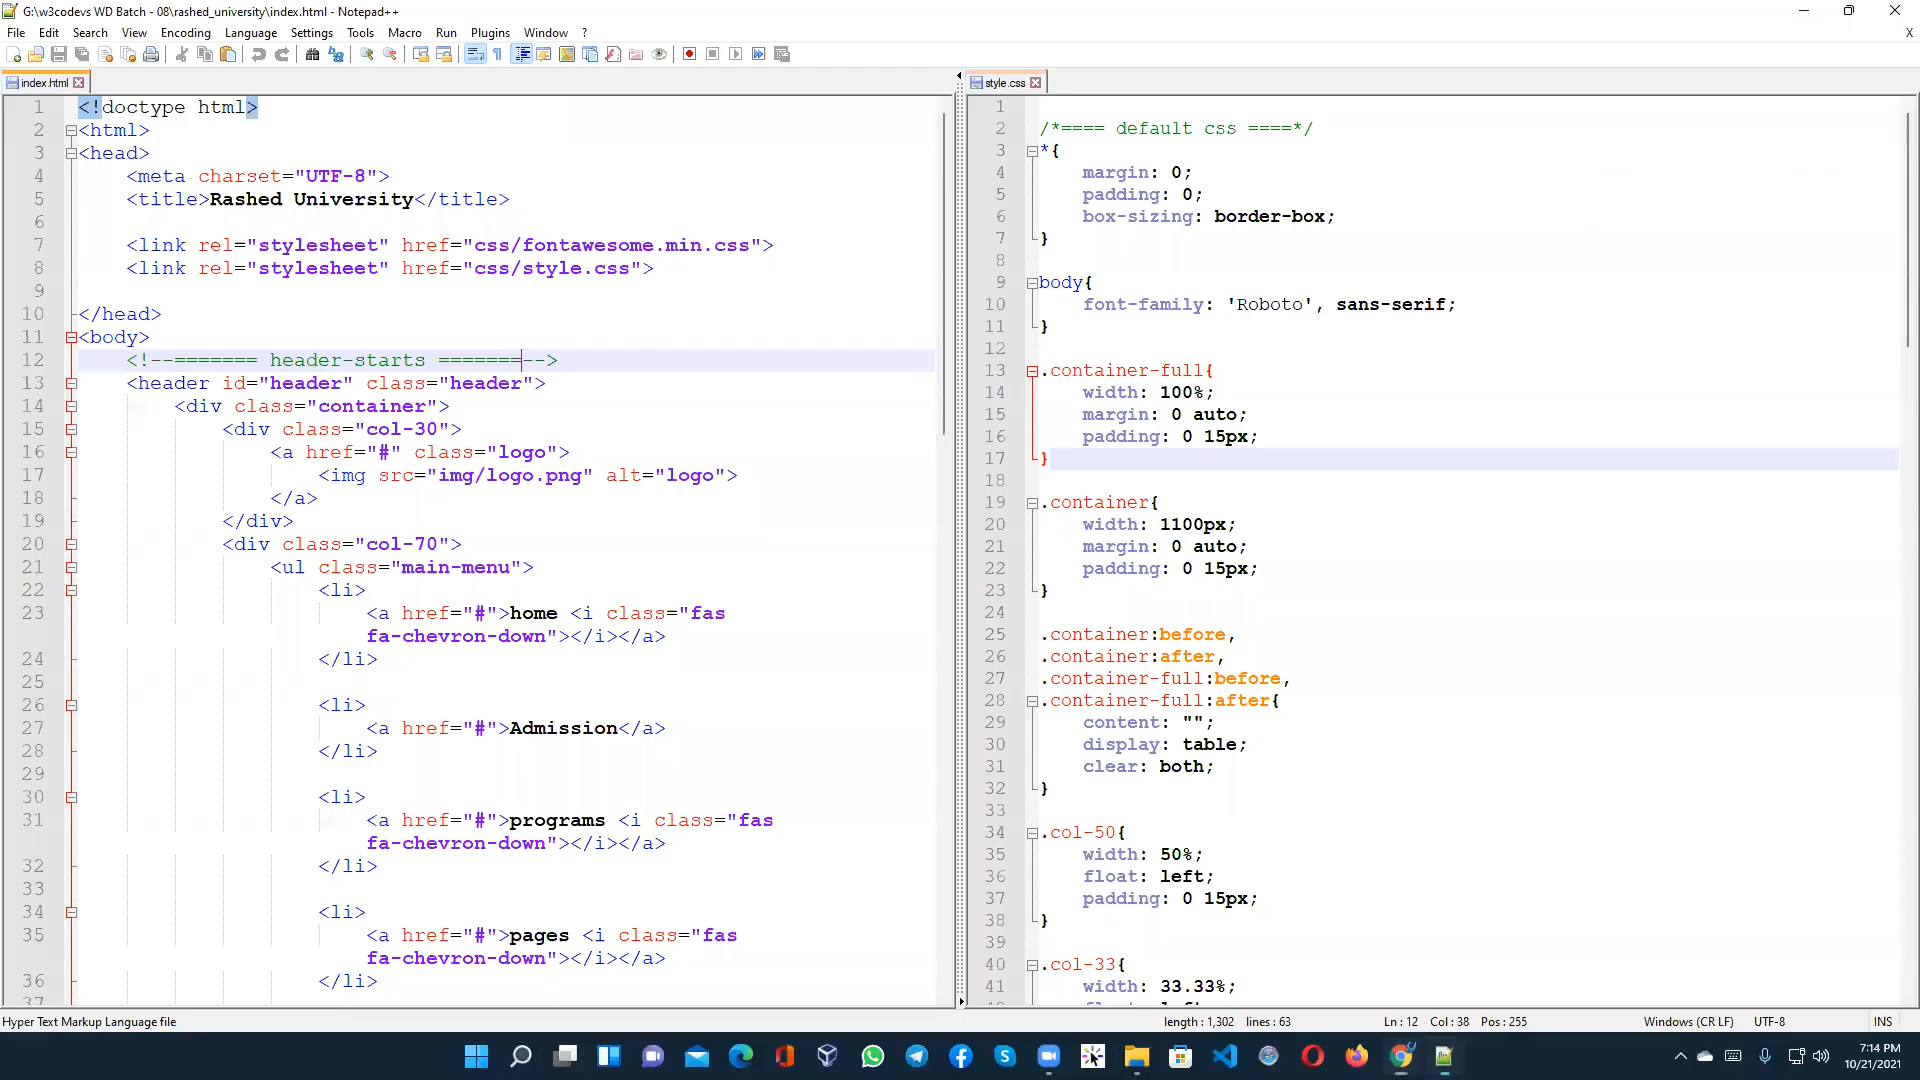 G:\w3codevs WD Batch - 08\rashed_university\index.html - Notepad++
File Edit Search View Encoding Language Settings Tools Macro Run Plugins Window ? X
index.html
1 <!doctype html>
2 <html>
3 <head>
4 <meta charset="UTF-8">
5 <title>Rashed University</title>
6
7 <link rel="stylesheet" href="css/fontawesome.min.css">
8 <link rel="stylesheet" href="css/style.css">
9
10 </head>
11 <body>
12 <!--======= header-starts =======-->
13 <header id="header" class="header">
14 <div class="container">
15 <div class="col-30">
16 <a href="#" class="logo">
17 <img src="img/logo.png" alt="logo">
18 </a>
19 </div>
20 <div class="col-70">
21 <ul class="main-menu">
22 <li>
23 <a href="#">home <i class="fas
fa-chevron-down"></i></a>
24 </li>
25
26 <li>
27 <a href="#">Admission</a>
28 </li>
29
30 <li>
31 <a href="#">programs <i class="fas
fa-chevron-down"></i></a>
32 </li>
33
34 <li>
35 <a href="#">pages <i class="fas
fa-chevron-down"></i></a>
36 </li>
37
style.css
1
2 /*==== default css ====*/
3 *{
4 margin: 0;
5 padding: 0;
6 box-sizing: border-box;
7 }
8
9 body{
10 font-family: 'Roboto', sans-serif;
11 }
12
13 .container-full{
14 width: 100%;
15 margin: 0 auto;
16 padding: 0 15px;
17 }
18
19 .container{
20 width: 1100px;
21 margin: 0 auto;
22 padding: 0 15px;
23 }
24
25 .container:before,
26 .container:after,
27 .container-full:before,
28 .container-full:after{
29 content: "";
30 display: table;
31 clear: both;
32 }
33
34 .col-50{
35 width: 50%;
36 float: left;
37 padding: 0 15px;
38 }
39
40 .col-33{
41 width: 33.33%;
Hyper Text Markup Language file length : 1,302 lines : 63 Ln : 12 Col : 38 Pos : 255 Windows (CR LF) UTF-8 INS
7:14 PM
10/21/2021